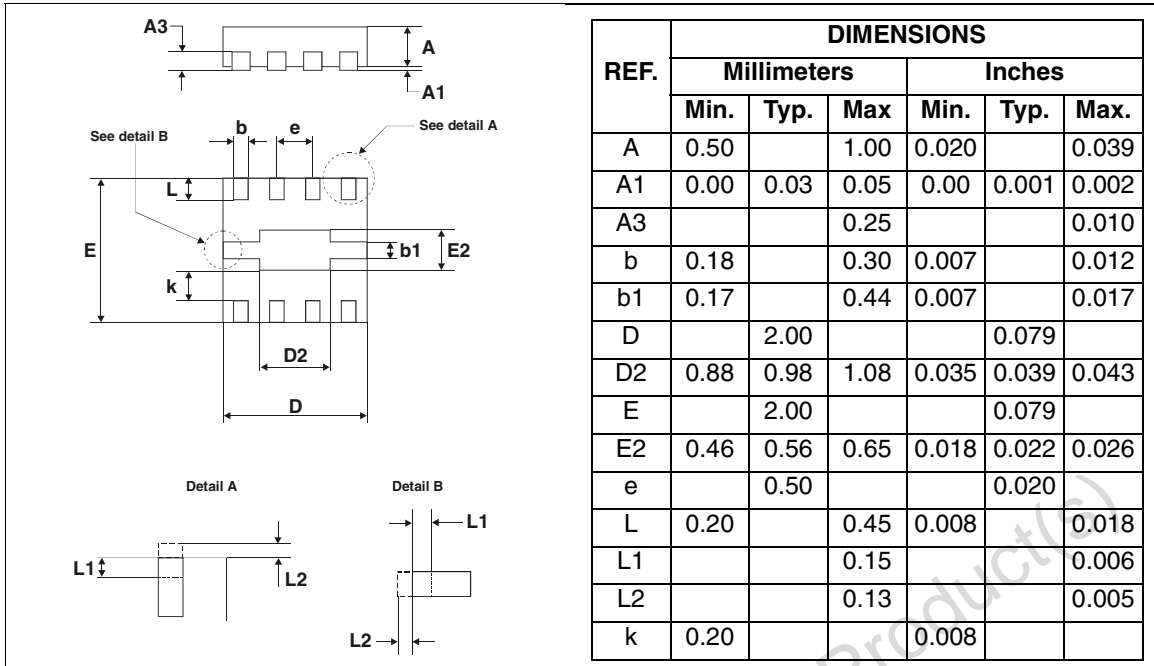 A3
A
A1
See detail B
b
e
See detail A
L
E
b1
E2
k
D2
D
Detail A
Detail B
L1
L1
L2
L2
REF. DIMENSIONS
Millimeters Inches
Min. Typ. Max Min. Typ. Max.
A 0.50 1.00 0.020 0.039
A1 0.00 0.03 0.05 0.00 0.001 0.002
A3 0.25 0.010
b 0.18 0.30 0.007 0.012
b1 0.17 0.44 0.007 0.017
D 2.00 0.079
D2 0.88 0.98 1.08 0.035 0.039 0.043
E 2.00 0.079
E2 0.46 0.56 0.65 0.018 0.022 0.026
e 0.50 0.020
L 0.20 0.45 0.008 0.018
L1 0.15 0.006
L2 0.13 0.005
k 0.20 0.008
Product(s)